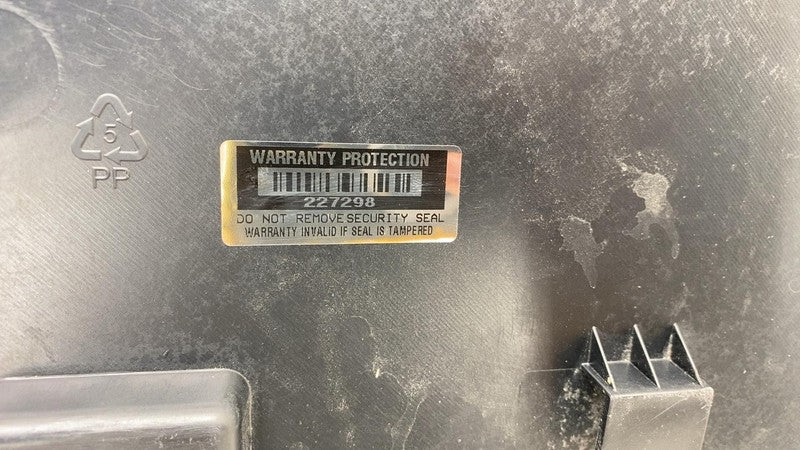 5
PP
WARRANTY PROTECTION
227298
DO NOT REMOVE SECURITY SEAL
WARRANTY INVALID IF SEAL IS TAMPERED